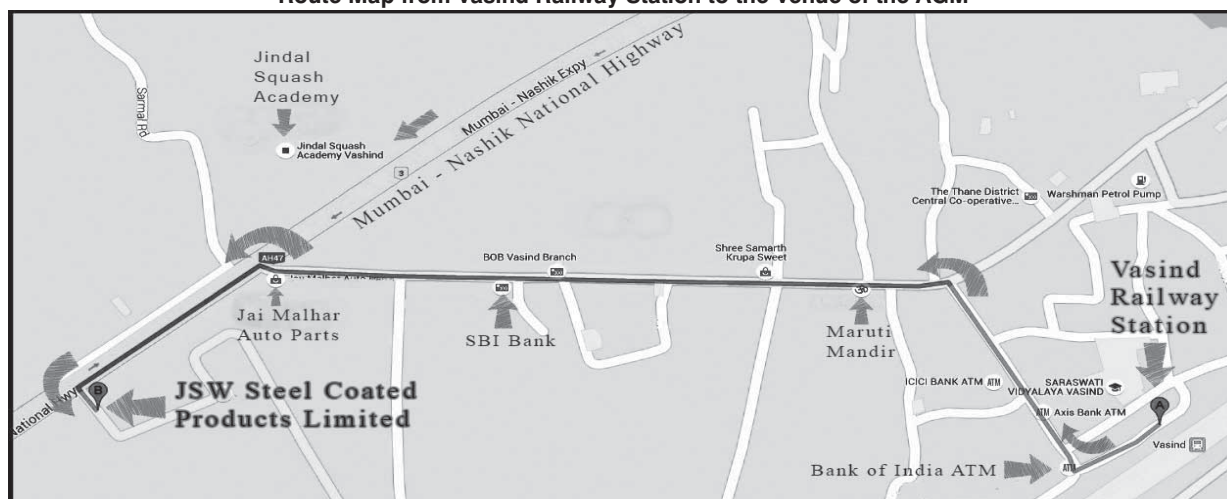 Route Map from Vasind Railway Station to the venue of the AGM
Jindal
Squash
Academy
Sarmal Rd
Jindal Squash
Academy Vashind
Mumbai - Nashik Expy
Mumbai - Nashik National Highway
3
The Thane District
Central Co-operative...
Warshman Petrol Pump
AH47
BOB Vasind Branch
Shree Samarth
Krupa Sweet
Jai Malhar
Auto Parts
SBI Bank
Maruti
Mandir
Vasind
Railway
Station
National Hwy
B
JSW Steel Coated
Products Limited
ICICI BANK ATM
ATM
SARASWATI
VIDYALAYA VASIND
ATM
Axis Bank ATM
A
Vasind
Bank of India ATM
ATM